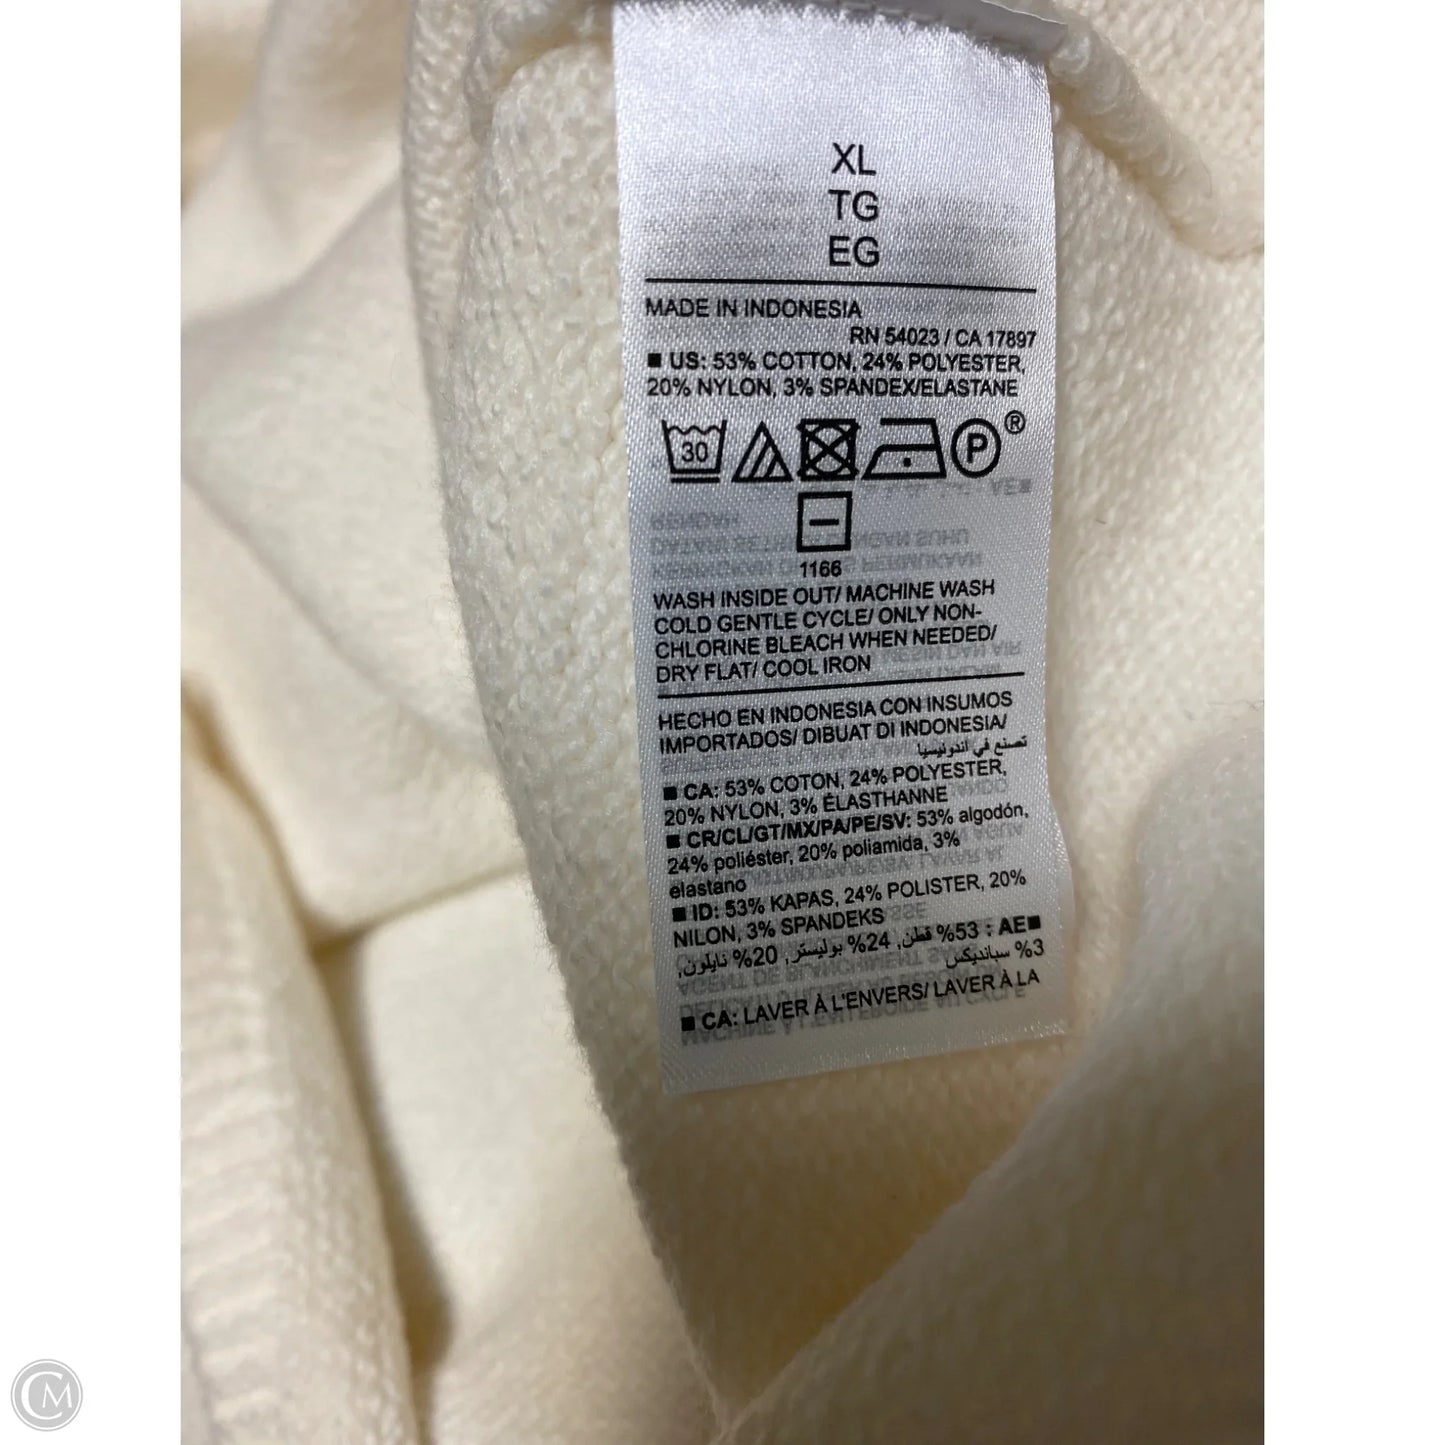 XL
TG
EG
MADE IN INDONESIA
RN 54023 / CA 17897
■ US: 53% COTTON, 24% POLYESTER,
20% NYLON, 3% SPANDEX/ELASTANE
30 P ®
1166
WASH INSIDE OUT/ MACHINE WASH
COLD GENTLE CYCLE/ ONLY NON-
CHLORINE BLEACH WHEN NEEDED/
DRY FLAT/ COOL IRON
HECHO EN INDONESIA CON INSUMOS
IMPORTADOS/ DIBUAT DI INDONESIA/
تصنع في اندونيسيا
■ CA: 53% COTON, 24% POLYESTER,
20% NYLON, 3% ÉLASTHANNE
■ CR/CL/GT/MX/PA/PE/SV: 53% algodón,
24% poliéster, 20% poliamida, 3%
elastano
■ ID: 53% KAPAS, 24% POLISTER, 20%
NILON, 3% SPANDEKS
■AE : 53% قطن, 24% بوليستر, 20% نايلون,
3% سبانديكس
■ CA: LAVER À L'ENVERS/ LAVER À LA
CM